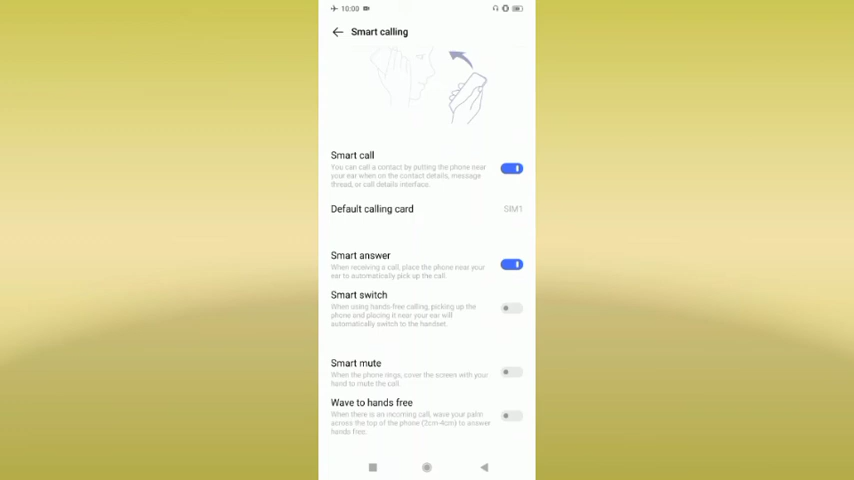 10:00
Smart calling
Smart call
You can call a contact by putting the phone near
your ear when on the contact details, message
thread, or call details interface.
Default calling card
SIM1
Smart answer
When receiving a call, place the phone near your
ear to automatically pick up the call.
Smart switch
When using hands-free calling, picking up the
phone and placing it near your ear will
automatically switch to the handset.
Smart mute
When the phone rings, cover the screen with your
hand to mute the call.
Wave to hands free
When there is an incoming call, wave your palm
across the top of the phone (2cm-4cm) to answer
hands free.